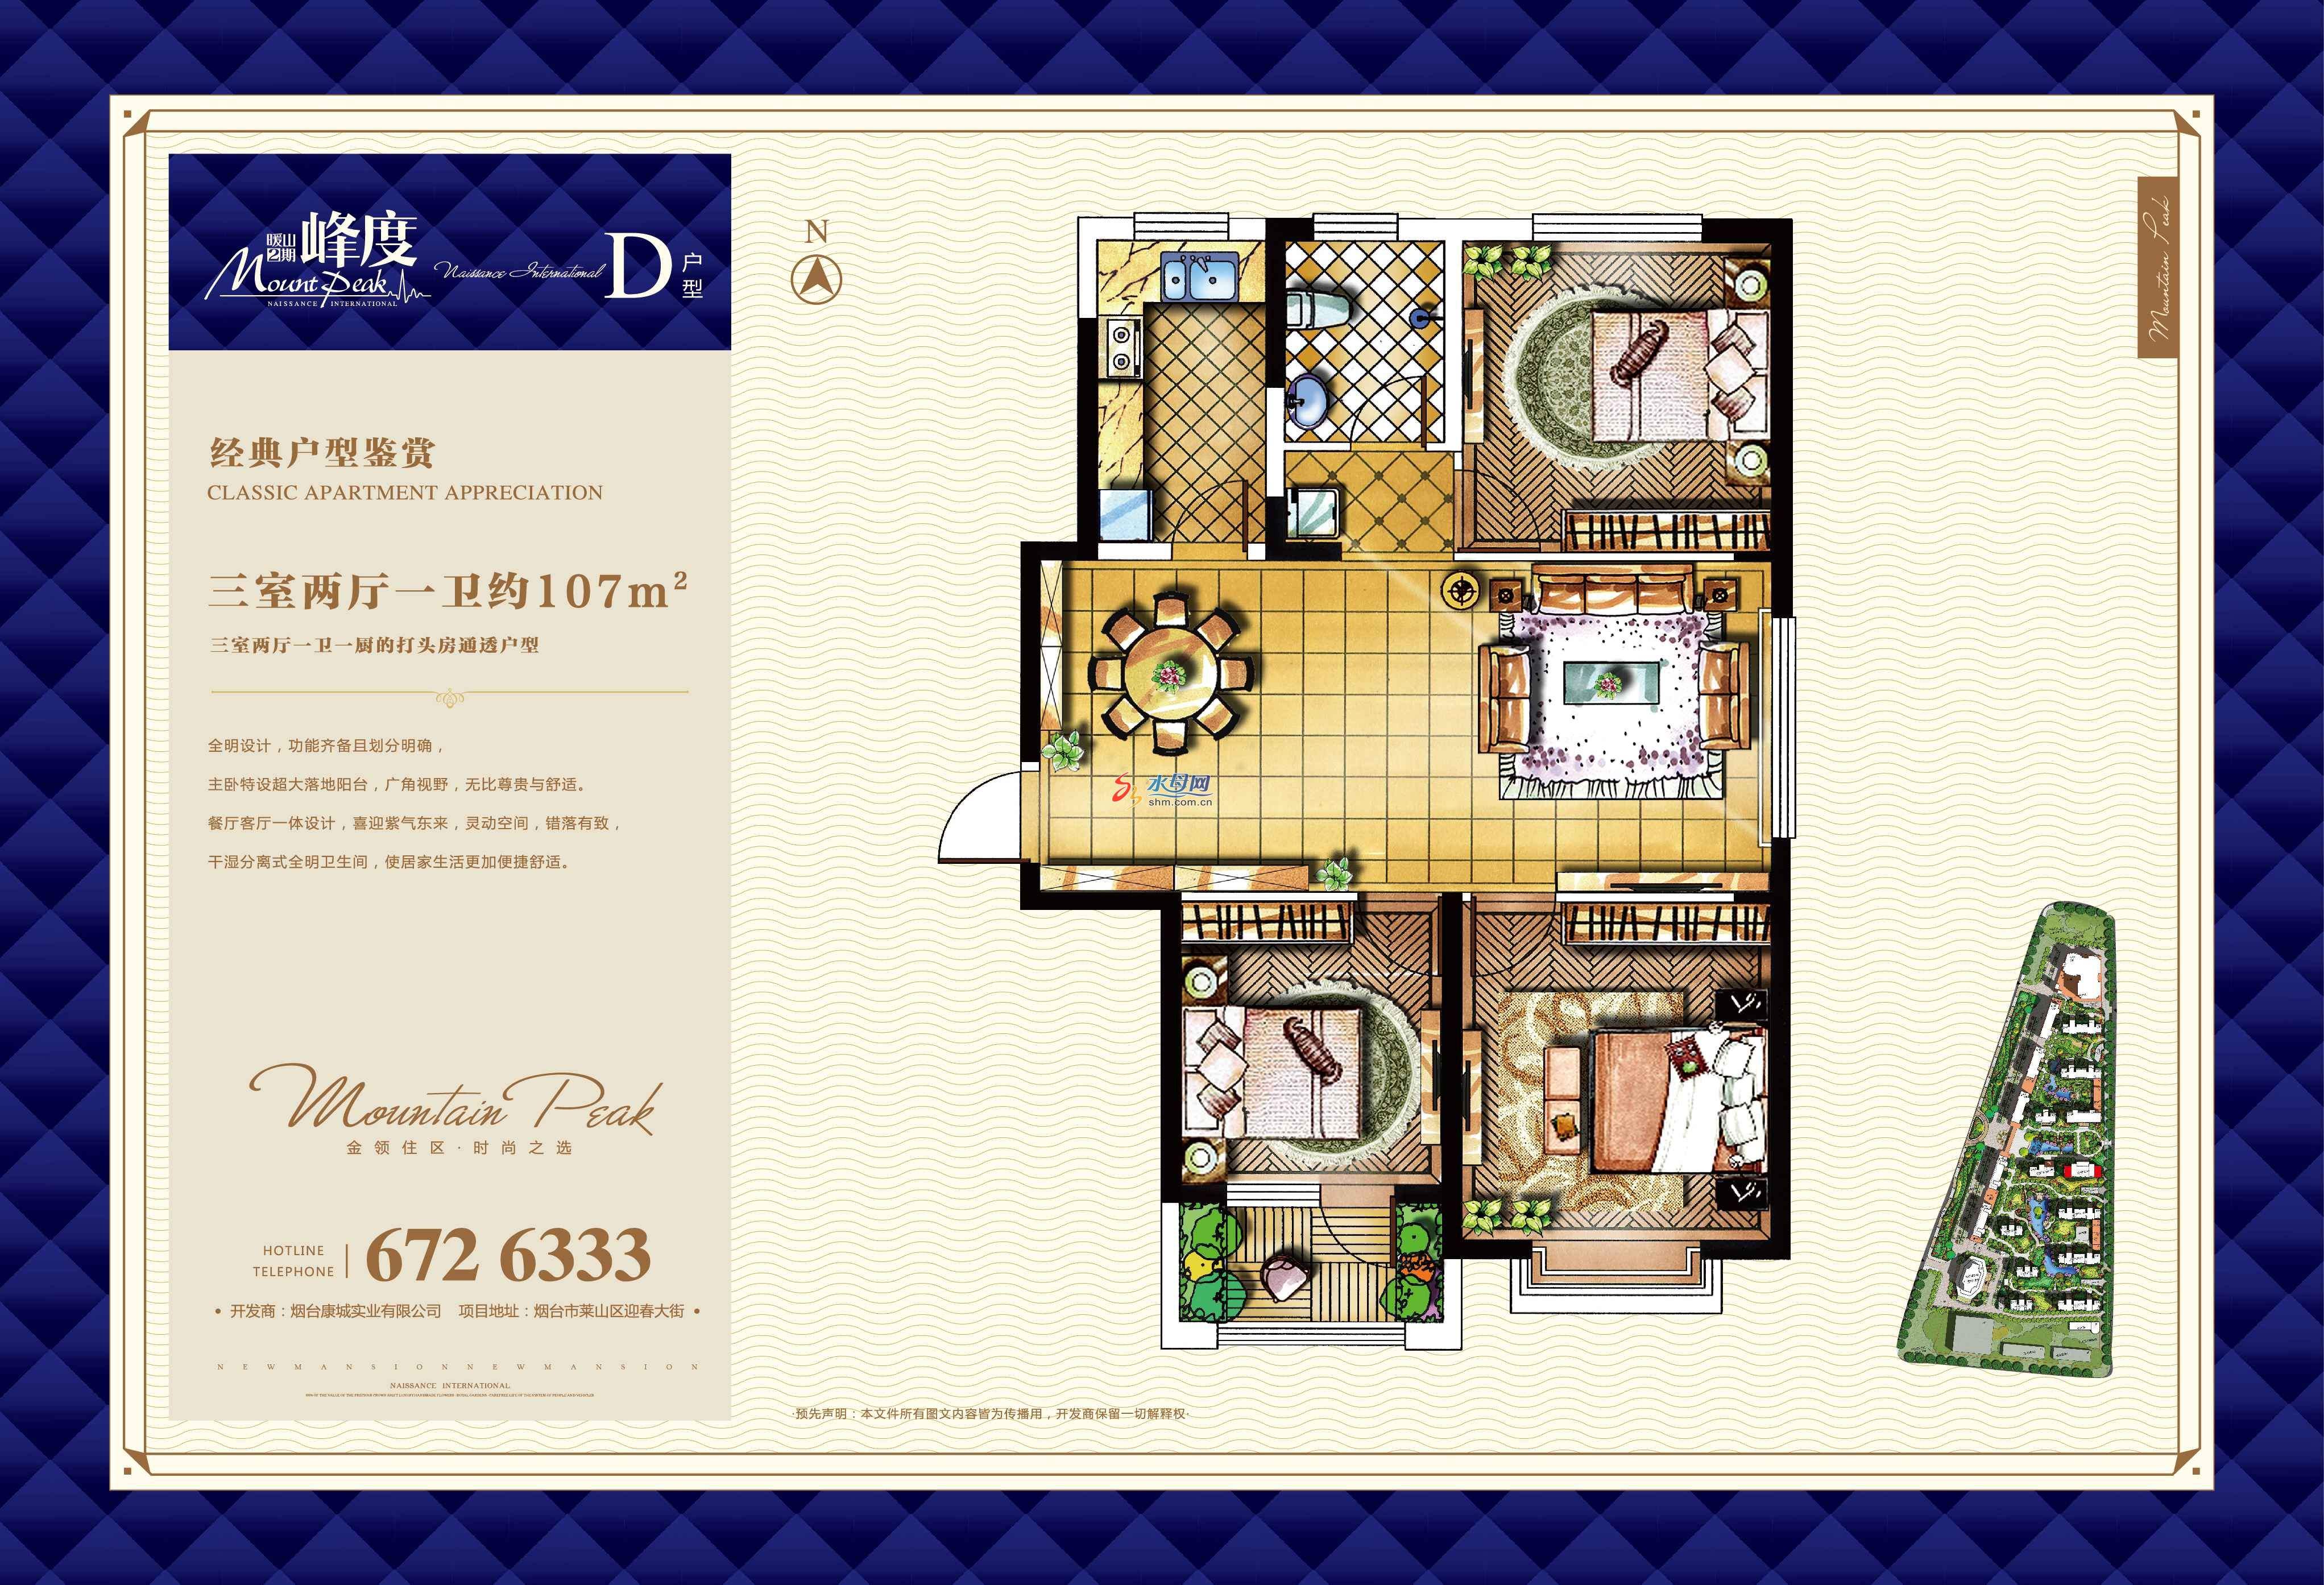 暖山2期 峰度
Mount Peak
NAISSANCE INTERNATIONAL
Naissance International
D户型
经典户型鉴赏
CLASSIC APARTMENT APPRECIATION
三室两厅一卫约107m²
三室两厅一卫一厨的打头房通透户型
全明设计，功能齐备且划分明确，
主卧特设超大落地阳台，广角视野，无比尊贵与舒适。
餐厅客厅一体设计，喜迎紫气东来，灵动空间，错落有致，
干湿分离式全明卫生间，使居家生活更加便捷舒适。
Mountain Peak
金领住区·时尚之选
HOTLINE
TELEPHONE
672 6333
• 开发商：烟台康城实业有限公司 项目地址：烟台市莱山区迎春大街 •
NEWMANSIONNEWMANSION
NAISSANCE INTERNATIONAL
N
水母网
shm.com.cn
·预先声明：本文件所有图文内容皆为传播用，开发商保留一切解释权·
Mountain Peak